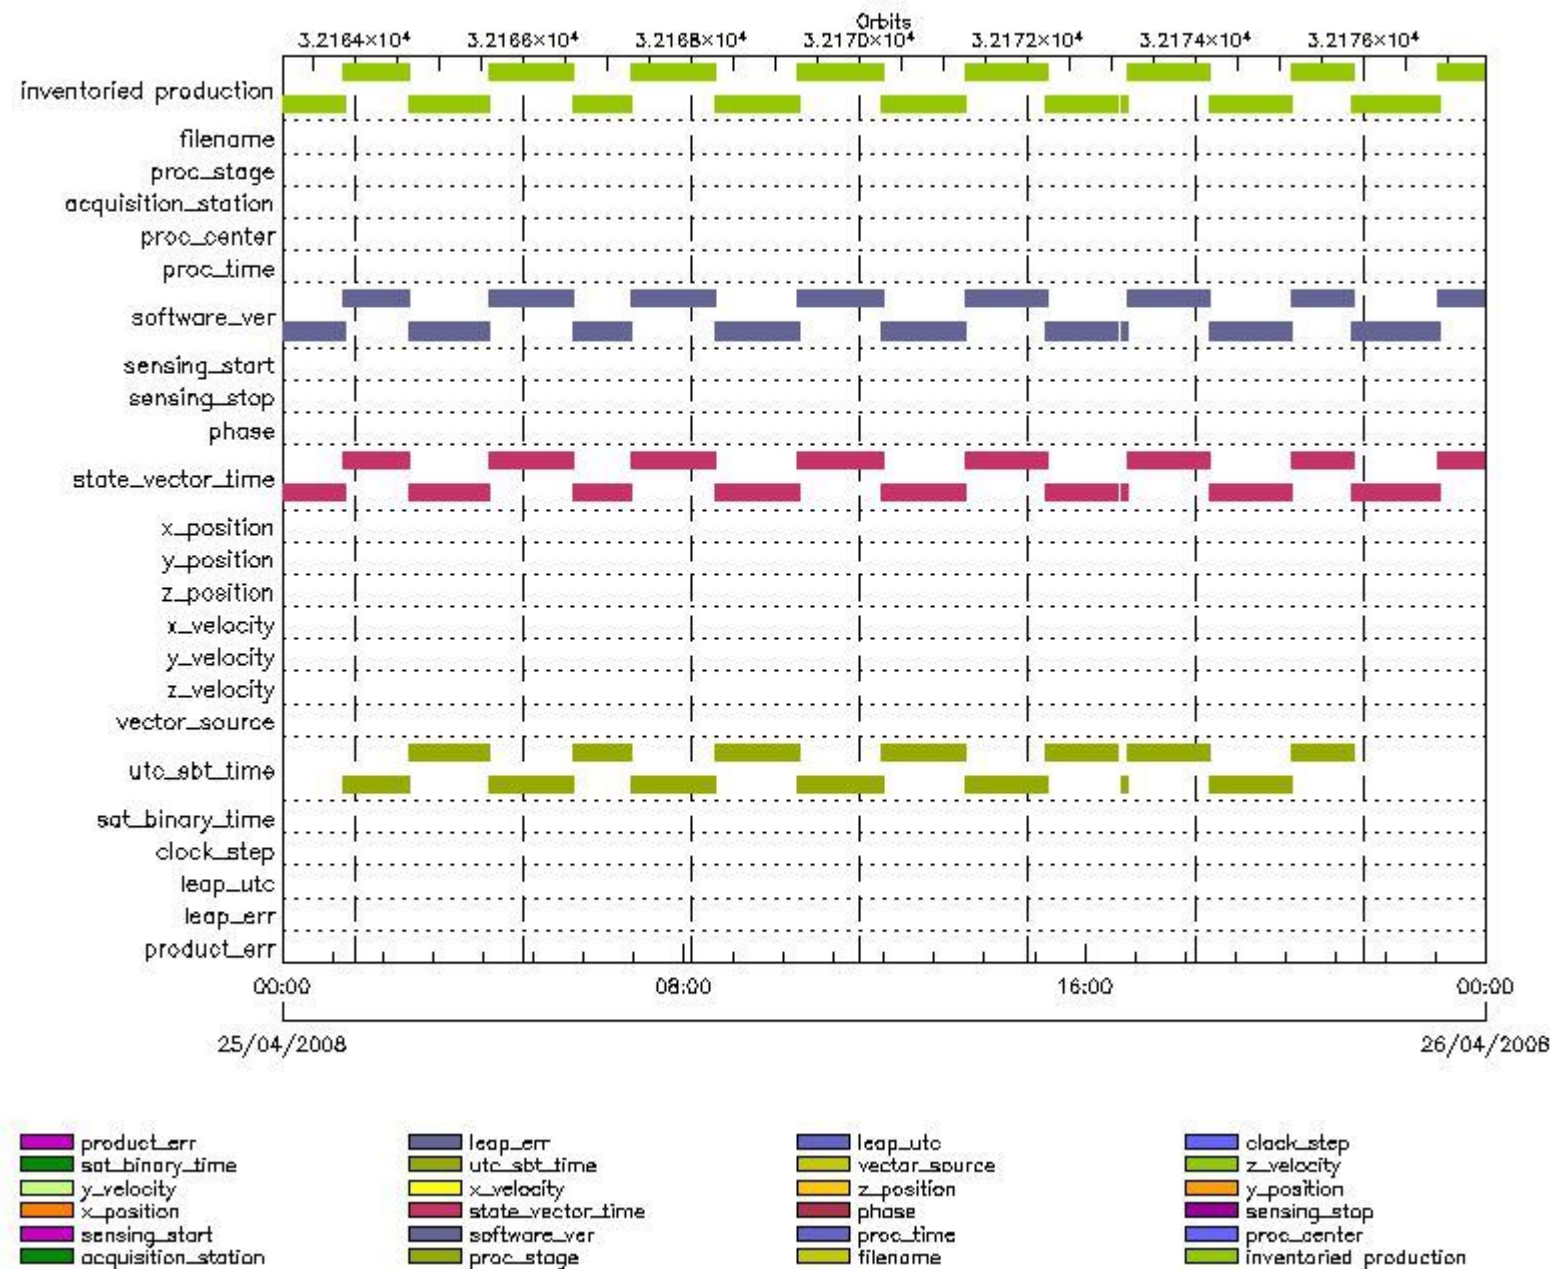 Orbits
3.2164×10⁴ 3.2166×10⁴ 3.2168×10⁴ 3.2170×10⁴ 3.2172×10⁴ 3.2174×10⁴ 3.2176×10⁴
inventoried production
filename
proc_stage
acquisition_station
proc_center
proc_time
software_ver
sensing_start
sensing_stop
phase
state_vector_time
x_position
y_position
z_position
x_velocity
y_velocity
z_velocity
vector_source
utc_sbt_time
sat_binary_time
clock_step
leap_utc
leap_err
product_err
00:00 08:00 16:00 00:00
25/04/2008 26/04/2008
product_err leap_err leap_utc clock_step
sat_binary_time utc_sbt_time vector_source z_velocity
y_velocity x_velocity z_position y_position
x_position state_vector_time phase sensing_stop
sensing_start software_ver proc_time proc_center
acquisition_station proc_stage filename inventoried production